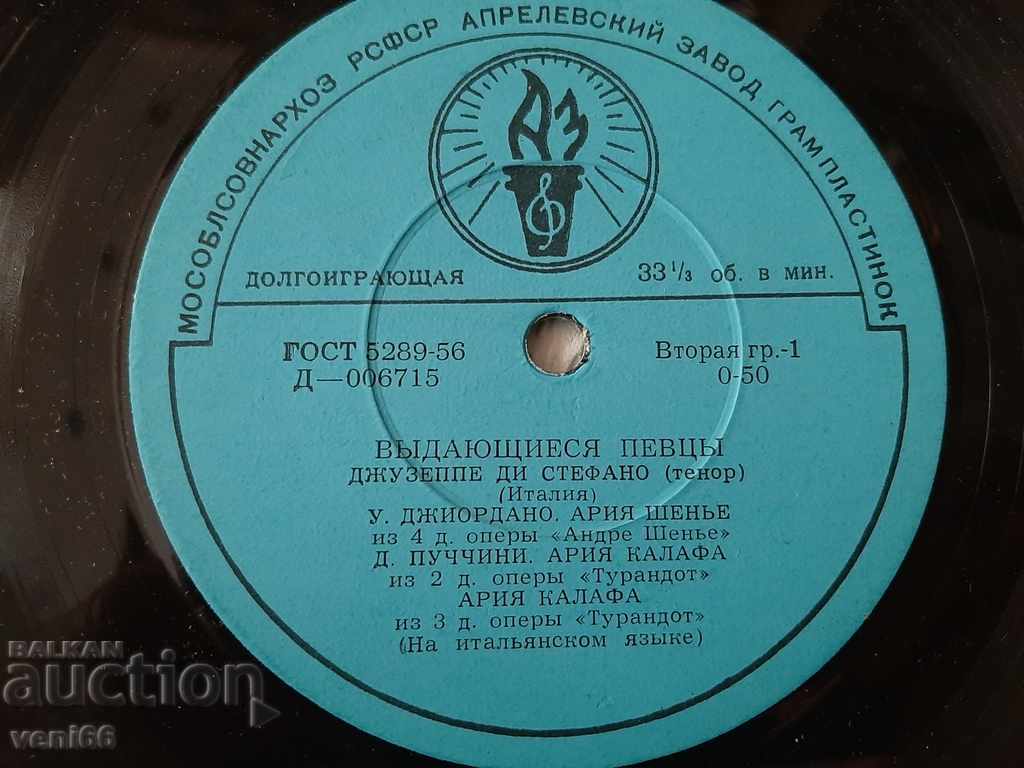 МОСОБЛСОВНАРХОЗ РСФСР АПРЕЛЕВСКИЙ ЗАВОД ГРАМПЛАСТИНОК
АЗ
ДОЛГОИГРАЮЩАЯ 33 1/3 об. в мин.
ГОСТ 5289-56 Вторая гр.-1
Д—006715 0-50
ВЫДАЮЩИЕСЯ ПЕВЦЫ
ДЖУЗЕППЕ ДИ СТЕФАНО (тенор)
(Италия)
У. ДЖИОРДАНО. АРИЯ ШЕНЬЕ
из 4 д. оперы «Андре Шенье»
Д. ПУЧЧИНИ. АРИЯ КАЛАФА
из 2 д. оперы «Турандот»
АРИЯ КАЛАФА
из 3 д. оперы «Турандот»
(На итальянском языке)
BALKAN
auction
veni66